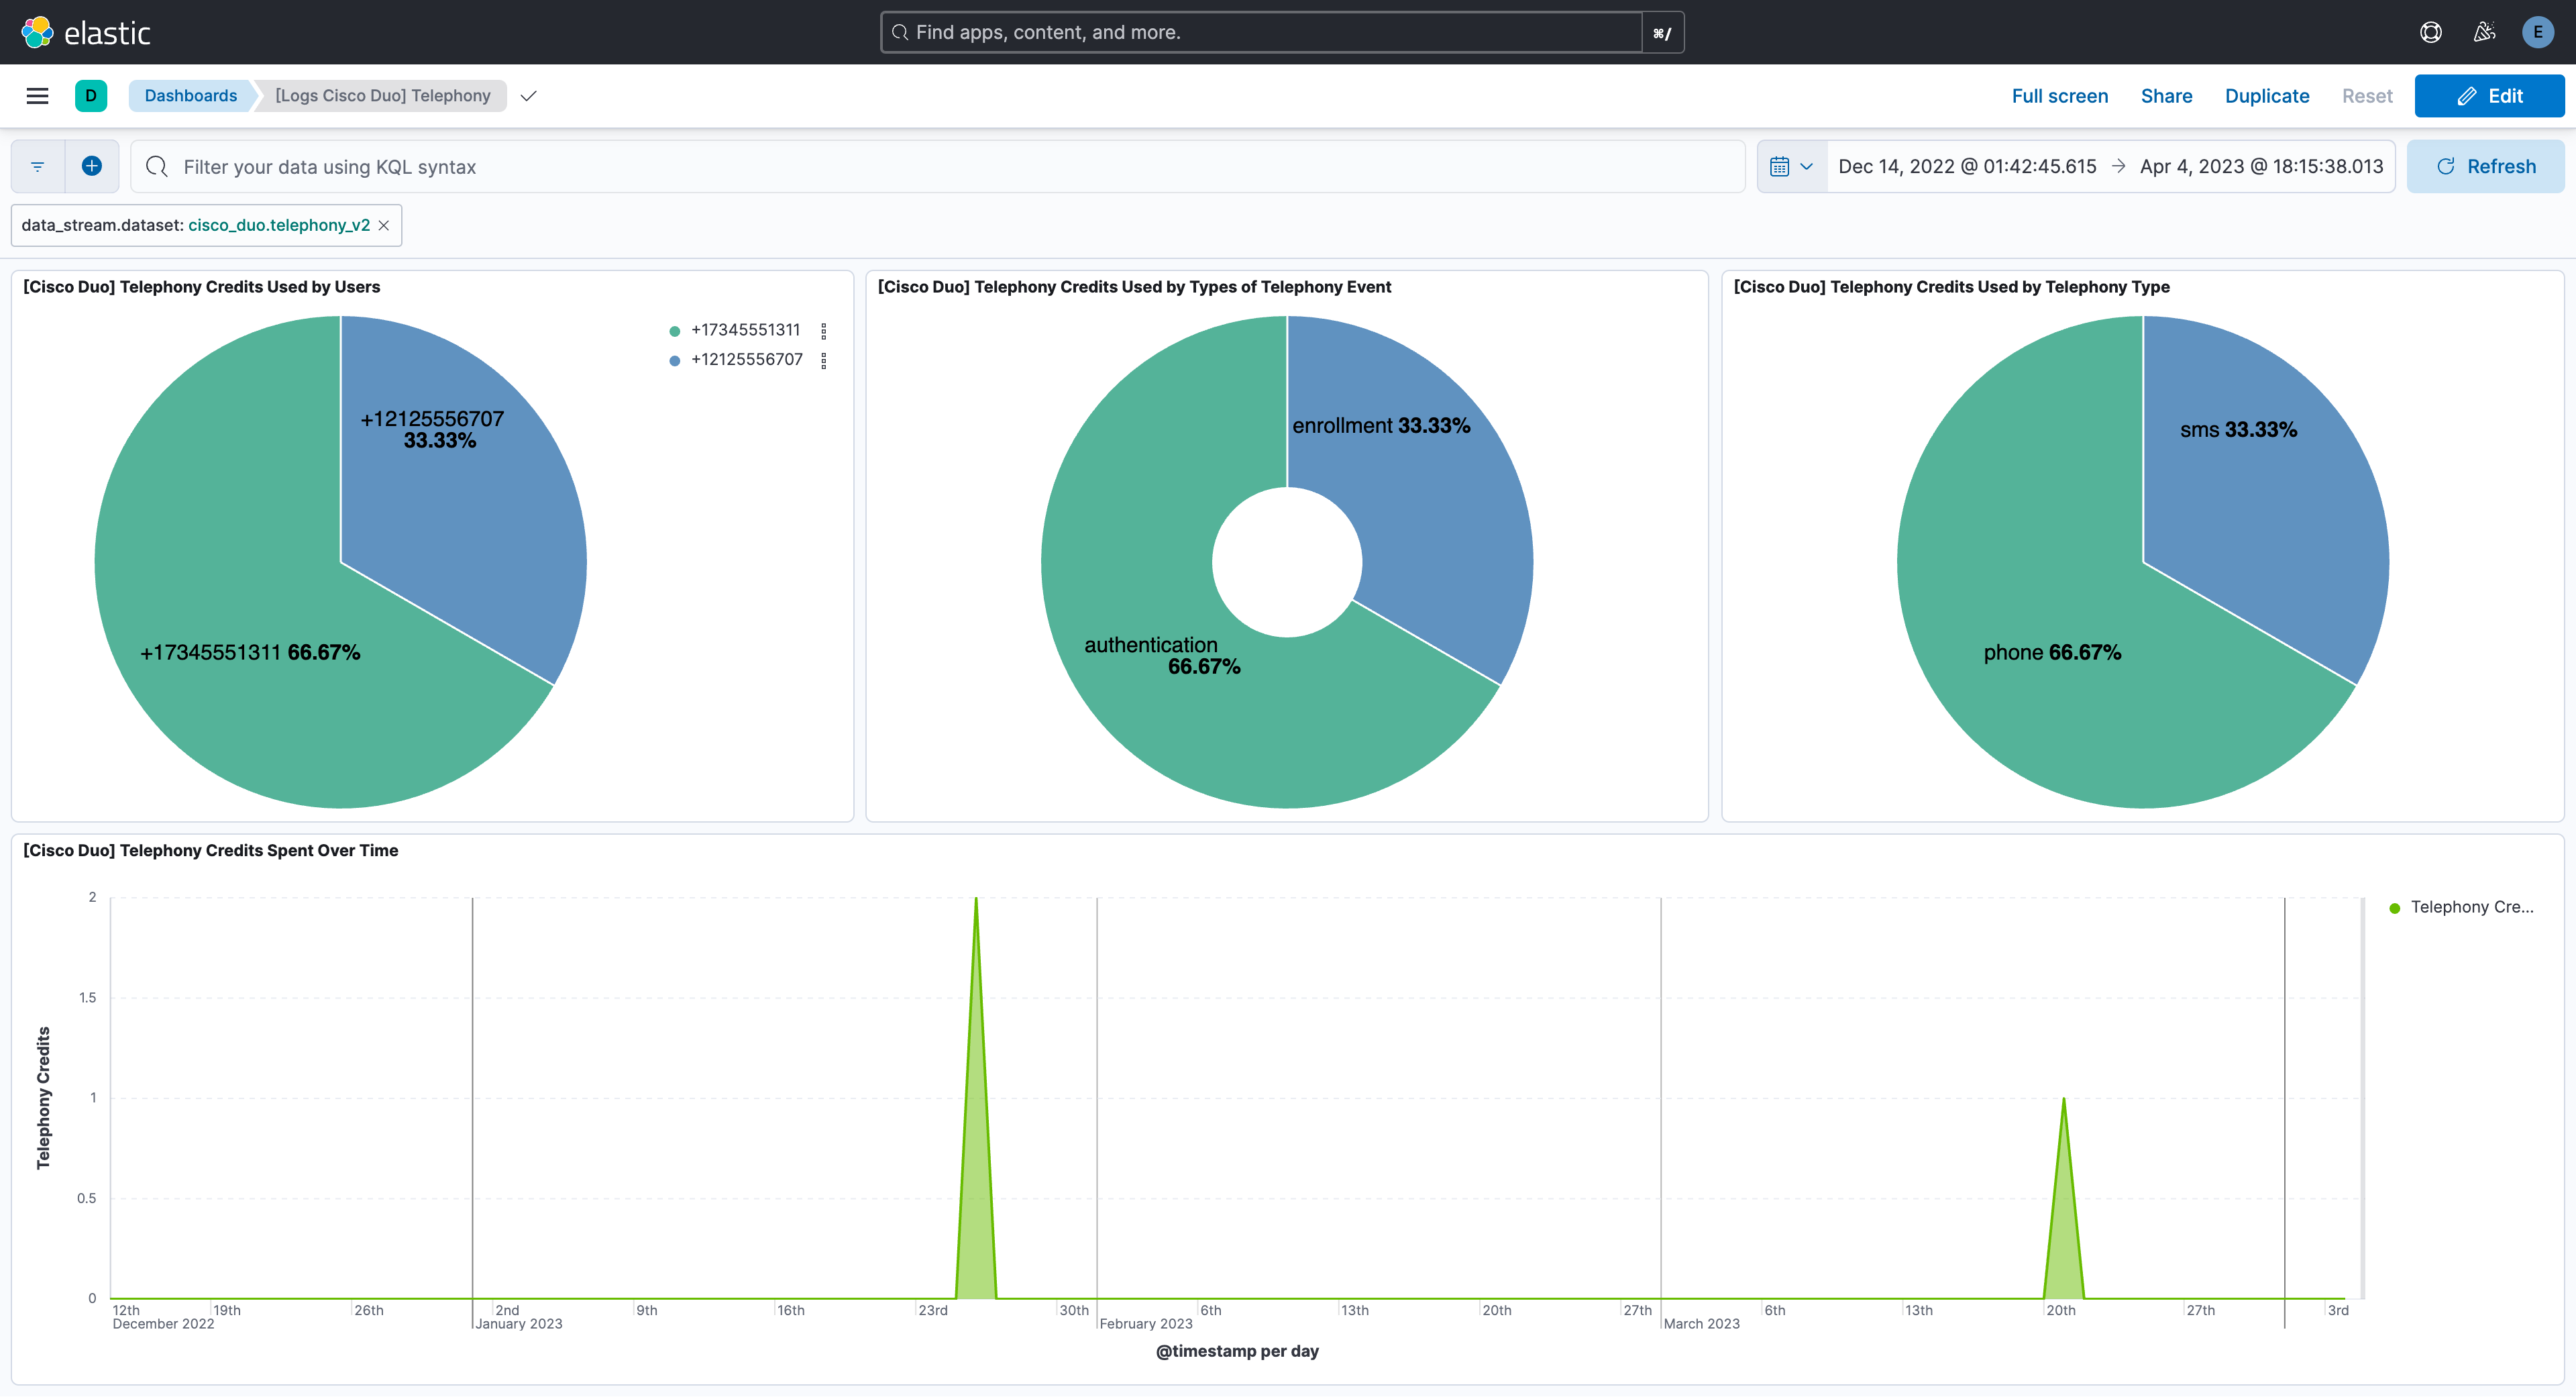 elastic
Find apps, content, and more.
⌘/
E
D
Dashboards
[Logs Cisco Duo] Telephony
Full screen
Share
Duplicate
Reset
Edit
Filter your data using KQL syntax
Dec 14, 2022 @ 01:42:45.615 → Apr 4, 2023 @ 18:15:38.013
Refresh
data_stream.dataset: cisco_duo.telephony_v2
[Cisco Duo] Telephony Credits Used by Users
+17345551311
+12125556707
+12125556707
33.33%
+17345551311 66.67%
[Cisco Duo] Telephony Credits Used by Types of Telephony Event
enrollment 33.33%
authentication
66.67%
[Cisco Duo] Telephony Credits Used by Telephony Type
sms 33.33%
phone 66.67%
[Cisco Duo] Telephony Credits Spent Over Time
Telephony Cre...
Telephony Credits
2
1.5
1
0.5
0
12th 19th 26th 2nd 9th 16th 23rd 30th 6th 13th 20th 27th 6th 13th 20th 27th 3rd
December 2022 January 2023 February 2023 March 2023
@timestamp per day